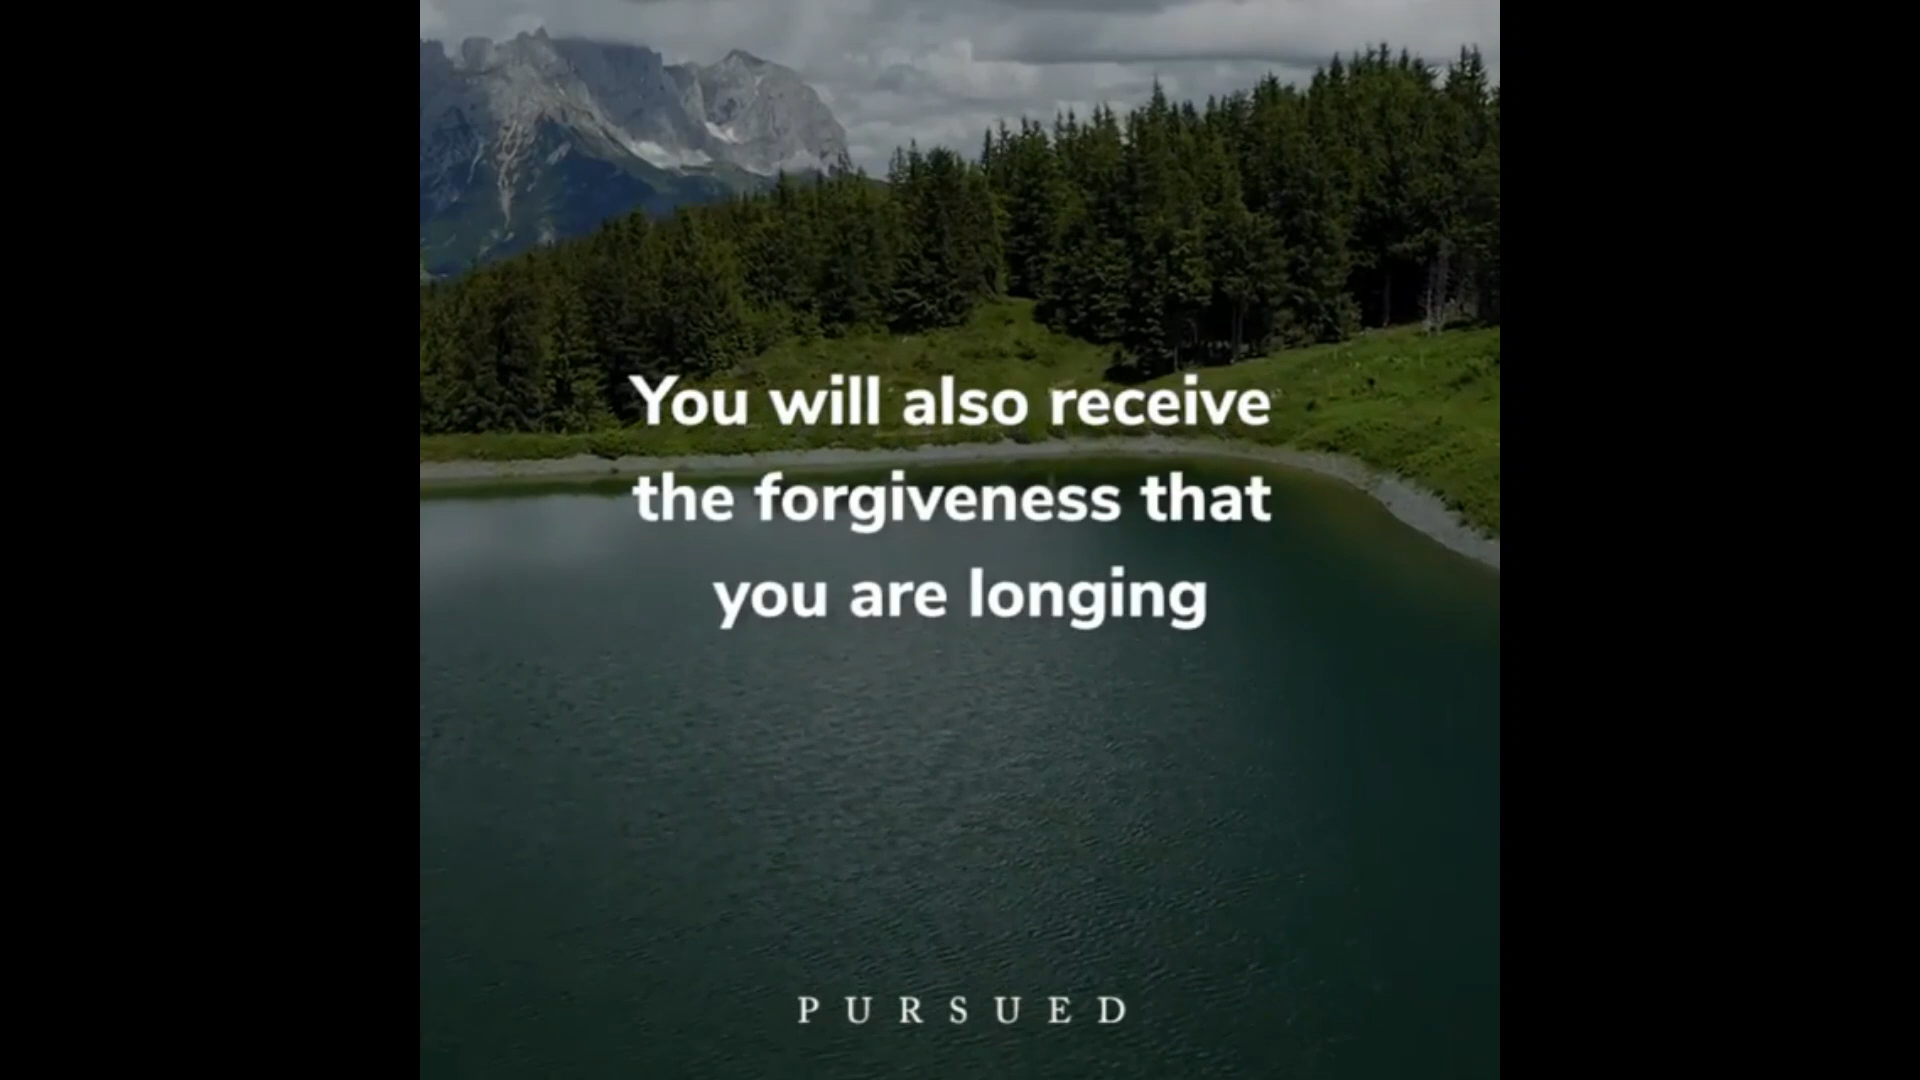 You will also receive
the forgiveness that
you are longing
PURSUED